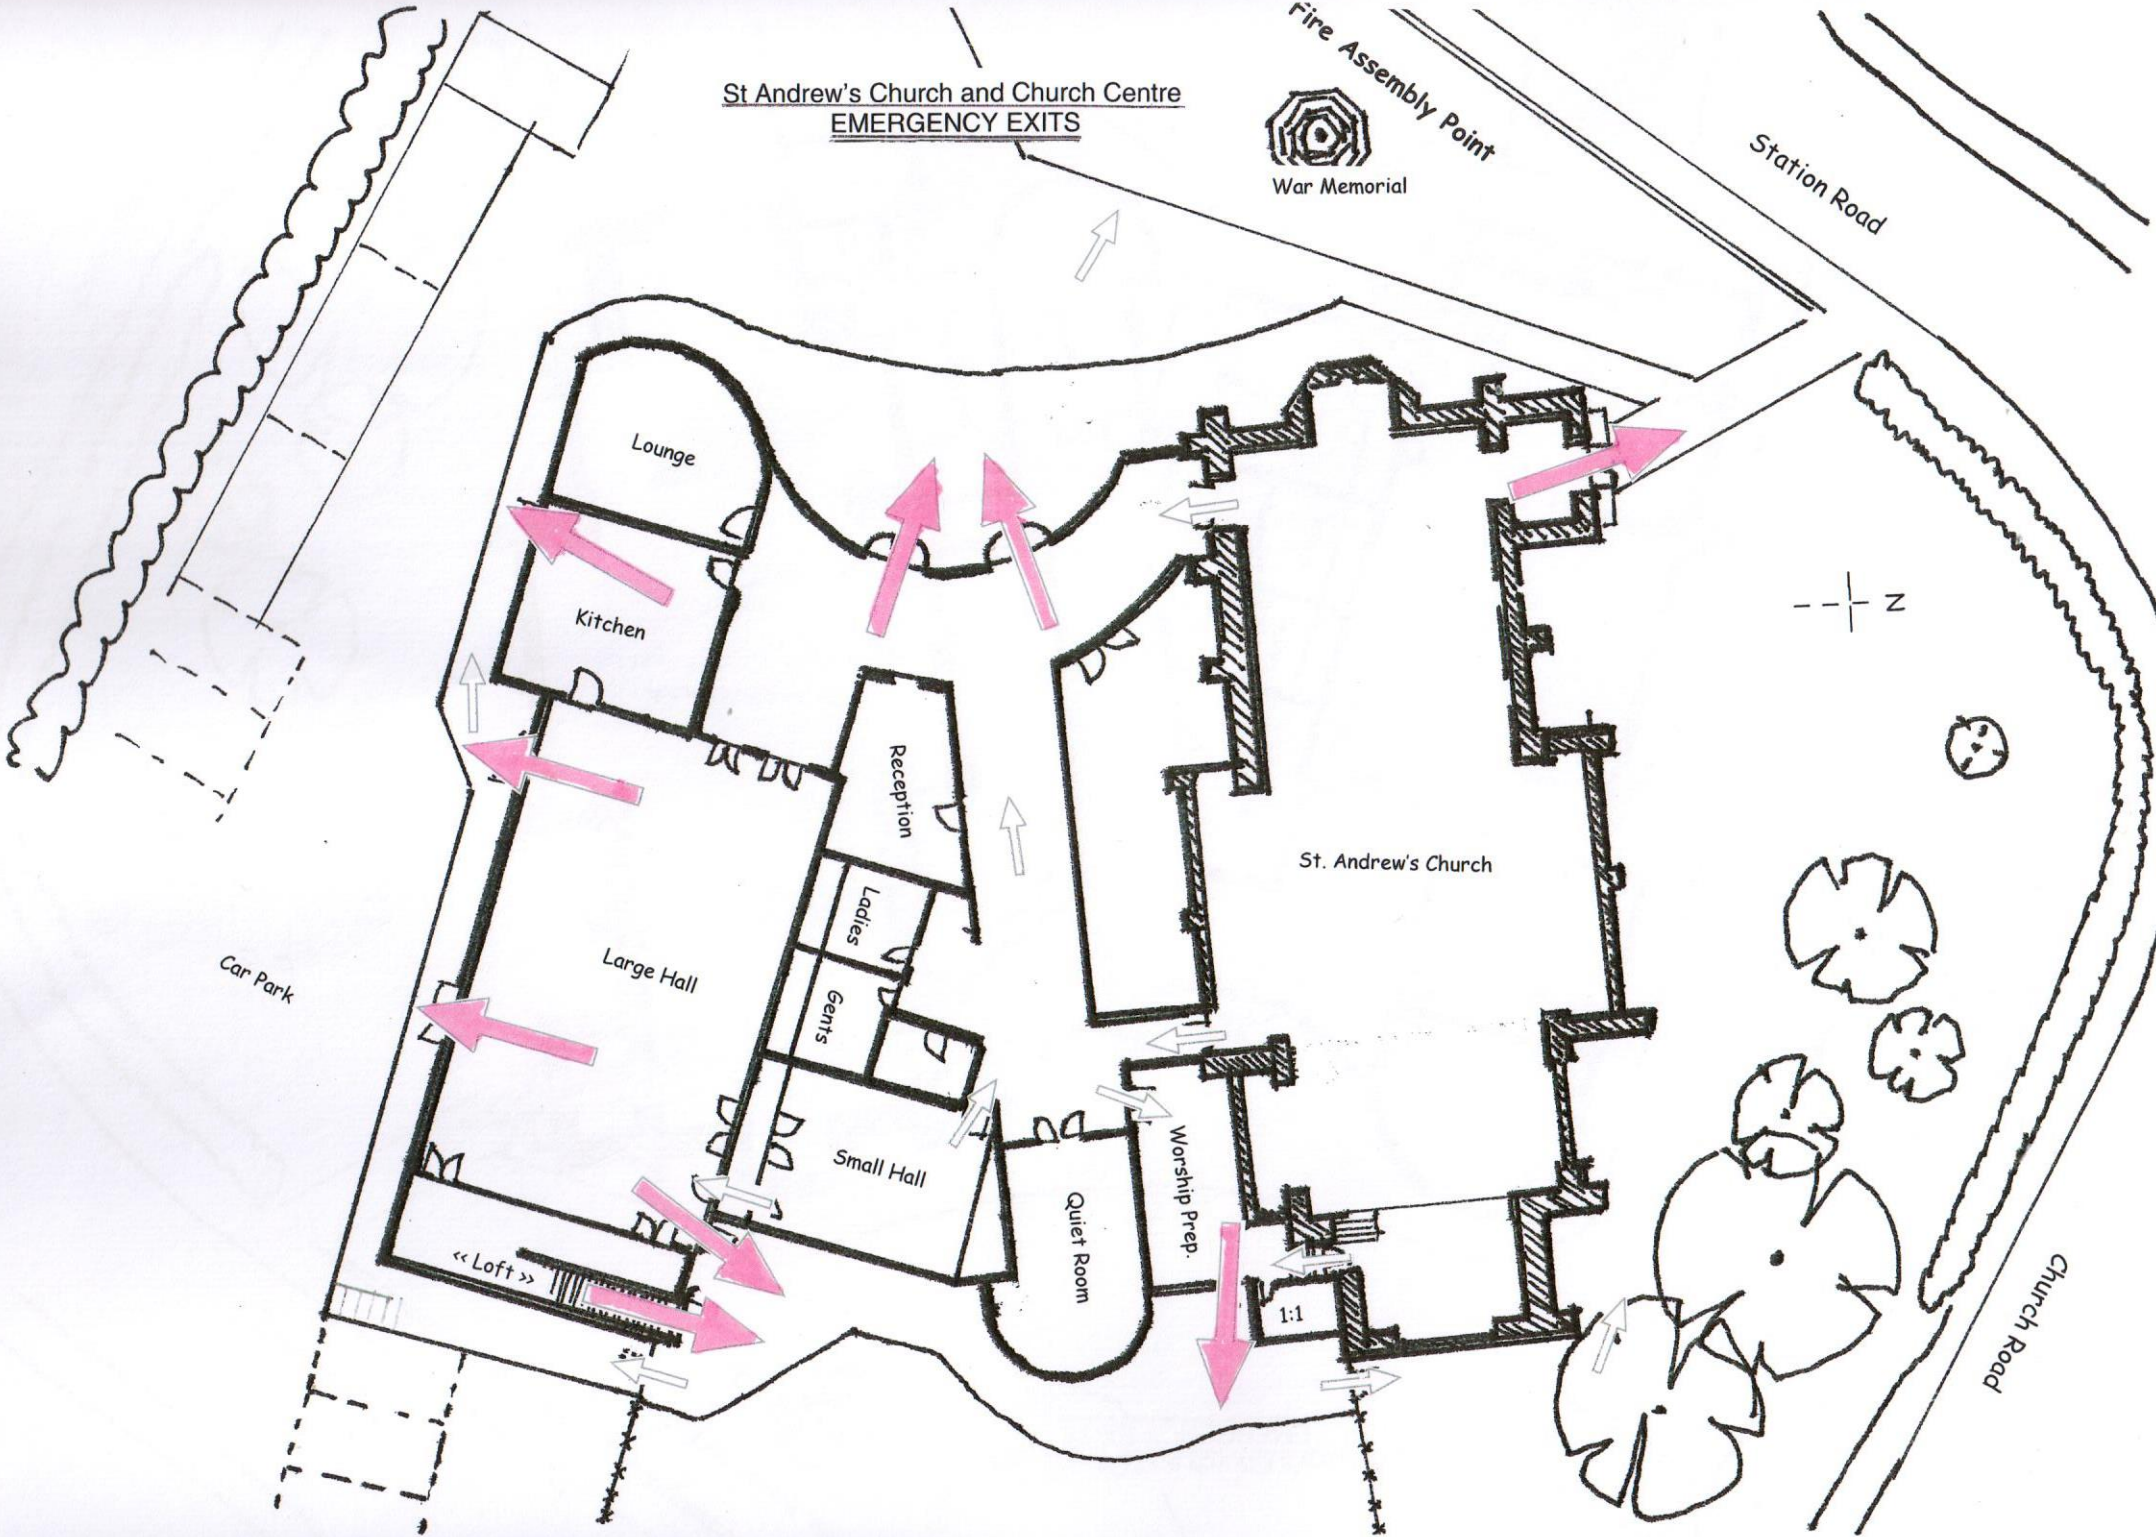 St Andrew's Church and Church Centre
EMERGENCY EXITS
Fire Assembly Point
War Memorial
Station Road
Lounge
Kitchen
N
Reception
St. Andrew's Church
Ladies
Large Hall
Car Park
Gents
Small Hall
Worship Prep.
Quiet Room
<< Loft >>
1:1
Church Road